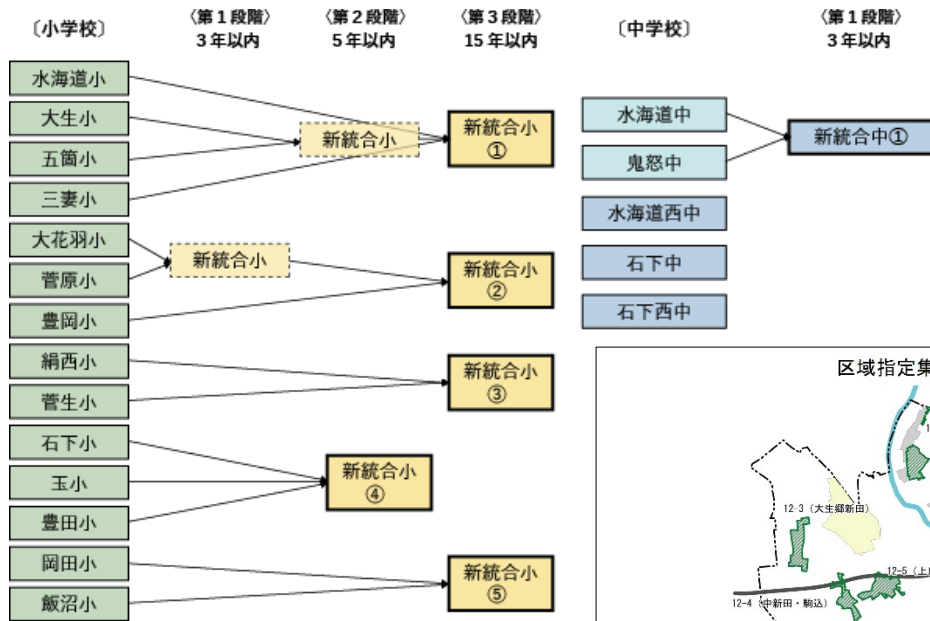 〔小学校〕
〈第1段階〉
3年以内
〈第2段階〉
5年以内
〈第3段階〉
15年以内
水海道小
大生小
五箇小
三妻小
大花羽小
菅原小
豊岡小
絹西小
菅生小
石下小
玉小
豊田小
岡田小
飯沼小
新統合小
新統合小
新統合小
①
新統合小
②
新統合小
③
新統合小
④
新統合小
⑤
〔中学校〕
〈第1段階〉
3年以内
水海道中
鬼怒中
水海道西中
石下中
石下西中
新統合中①
区域指定集
12-3（大生郷新田）
12-4（中新田・駒込）
12-5（上